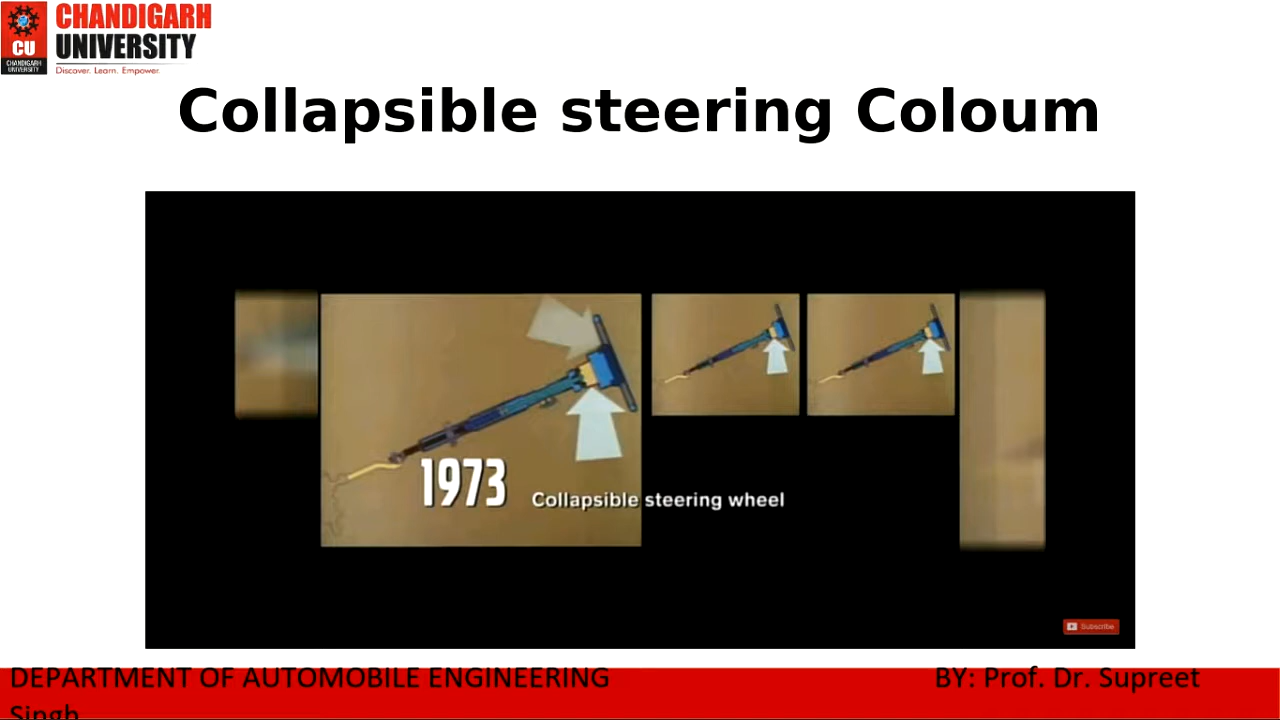 CU
CHANDIGARH
UNIVERSITY
CHANDIGARH
UNIVERSITY
Discover. Learn. Empower.
Collapsible steering Coloum
1973
Collapsible steering wheel
Subscribe
DEPARTMENT OF AUTOMOBILE ENGINEERING BY: Prof. Dr. Supreet
Singh